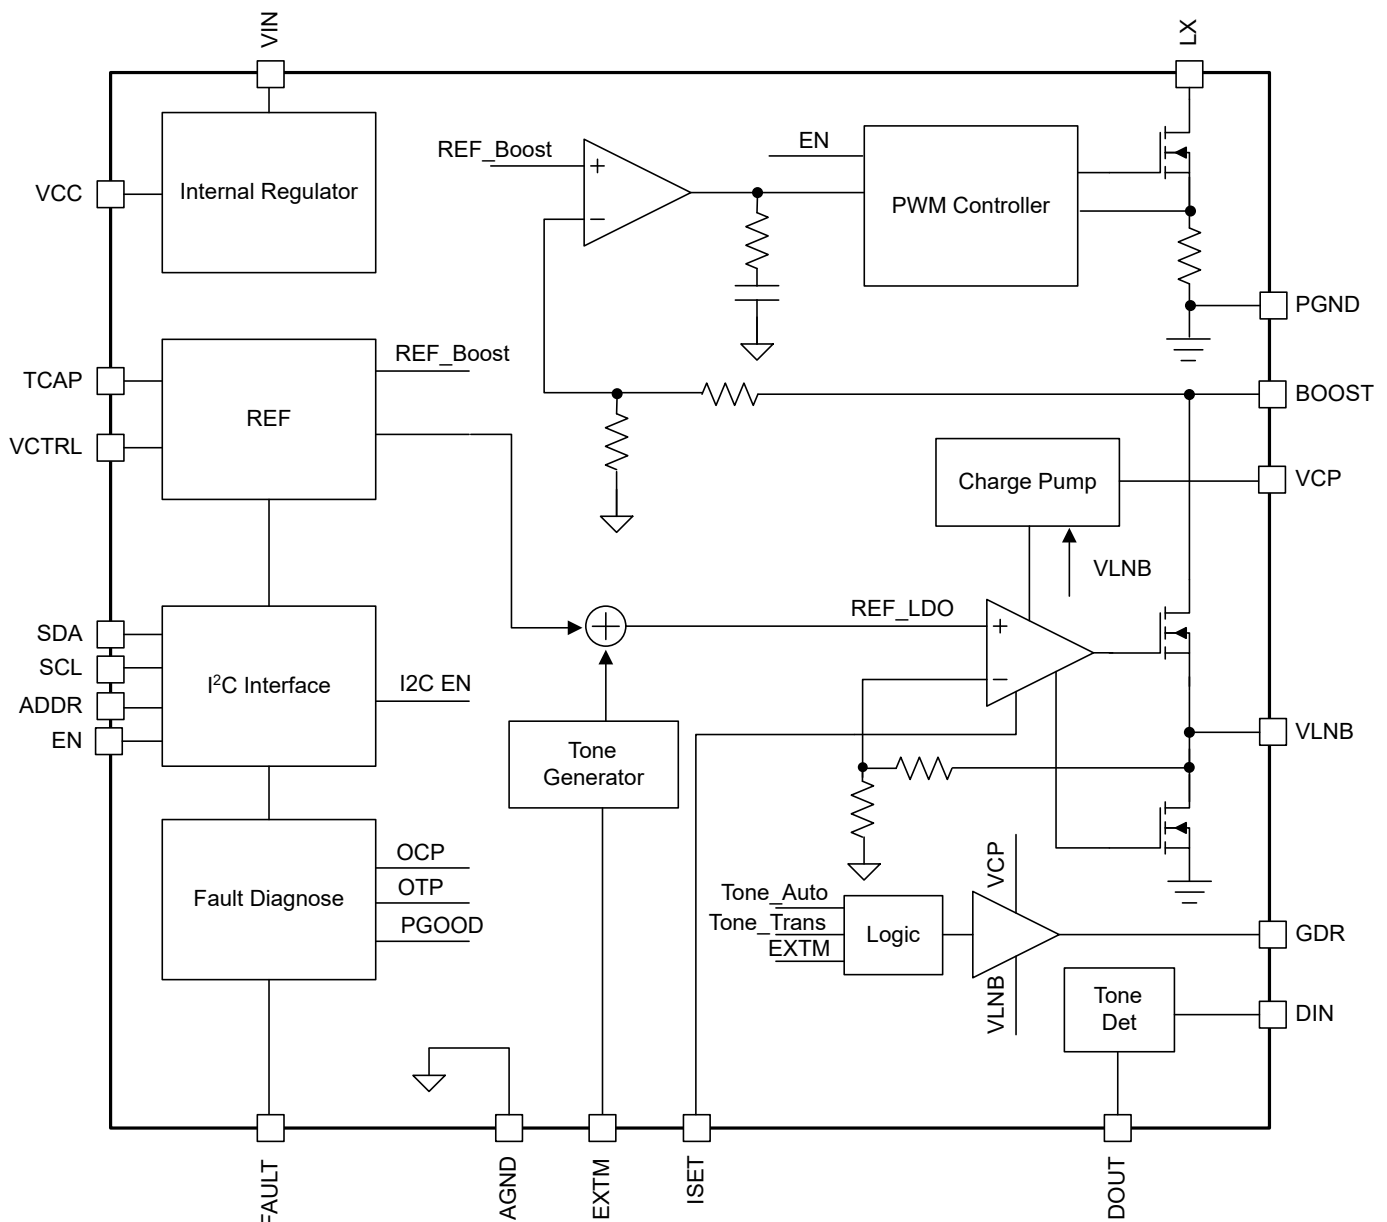 VIN
LX
VCC
Internal Regulator
REF_Boost
+
−
EN
PWM Controller
PGND
TCAP
VCTRL
REF
REF_Boost
BOOST
Charge Pump
VCP
VLNB
SDA
SCL
ADDR
EN
I²C Interface
I2C EN
REF_LDO
+
−
Tone
Generator
VLNB
Fault Diagnose
OCP
OTP
PGOOD
Tone_Auto
Tone_Trans
EXTM
Logic
VCP
VLNB
GDR
Tone
Det
DIN
FAULT
AGND
EXTM
ISET
DOUT